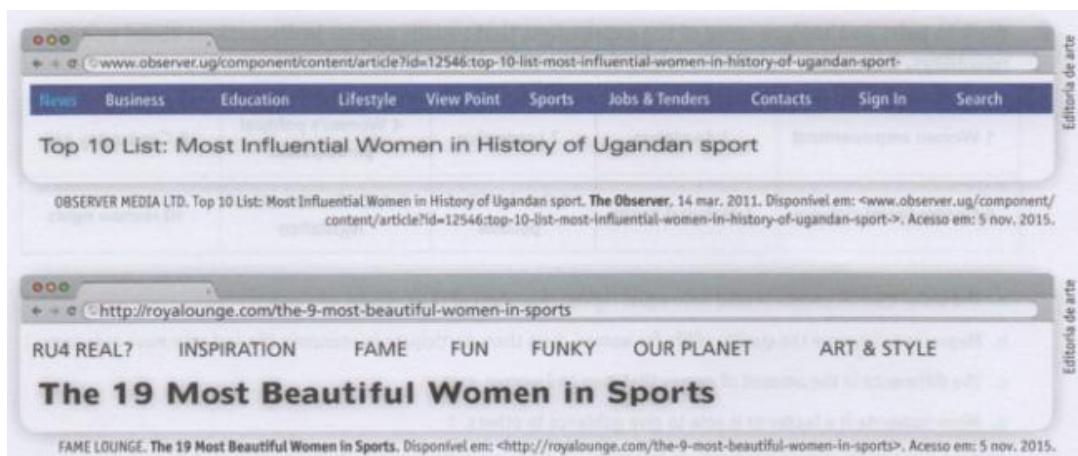 www.observer.ug/component/content/article?id=12546:top-10-list-most-influential-women-in-history-of-ugandan-sport-
News Business Education Lifestyle View Point Sports Jobs & Tenders Contacts Sign In Search
Top 10 List: Most Influential Women in History of Ugandan sport
Editoria de arte
OBSERVER MEDIA LTD. Top 10 List: Most Influential Women in History of Ugandan sport. The Observer, 14 mar. 2011. Disponível em: <www.observer.ug/component/
content/article?id=12546:top-10-list-most-influential-women-in-history-of-ugandan-sport->. Acesso em: 5 nov. 2015.
http://royalounge.com/the-9-most-beautiful-women-in-sports
RU4 REAL? INSPIRATION FAME FUN FUNKY OUR PLANET ART & STYLE
The 19 Most Beautiful Women in Sports
Editoria de arte
FAME LOUNGE. The 19 Most Beautiful Women in Sports. Disponível em: <http://royalounge.com/the-9-most-beautiful-women-in-sports>. Acesso em: 5 nov. 2015.